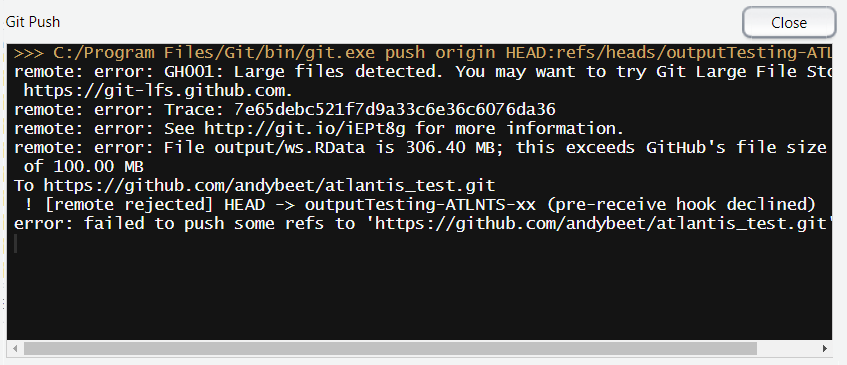 Git Push
Close
>>> C:/Program Files/Git/bin/git.exe push origin HEAD:refs/heads/outputTesting-ATL
remote: error: GH001: Large files detected. You may want to try Git Large File Sto
https://git-lfs.github.com.
remote: error: Trace: 7e65debc521f7d9a33c6e36c6076da36
remote: error: See http://git.io/iEPt8g for more information.
remote: error: File output/ws.RData is 306.40 MB; this exceeds GitHub's file size
of 100.00 MB
To https://github.com/andybeet/atlantis_test.git
! [remote rejected] HEAD -> outputTesting-ATLNTS-xx (pre-receive hook declined)
error: failed to push some refs to 'https://github.com/andybeet/atlantis_test.git'